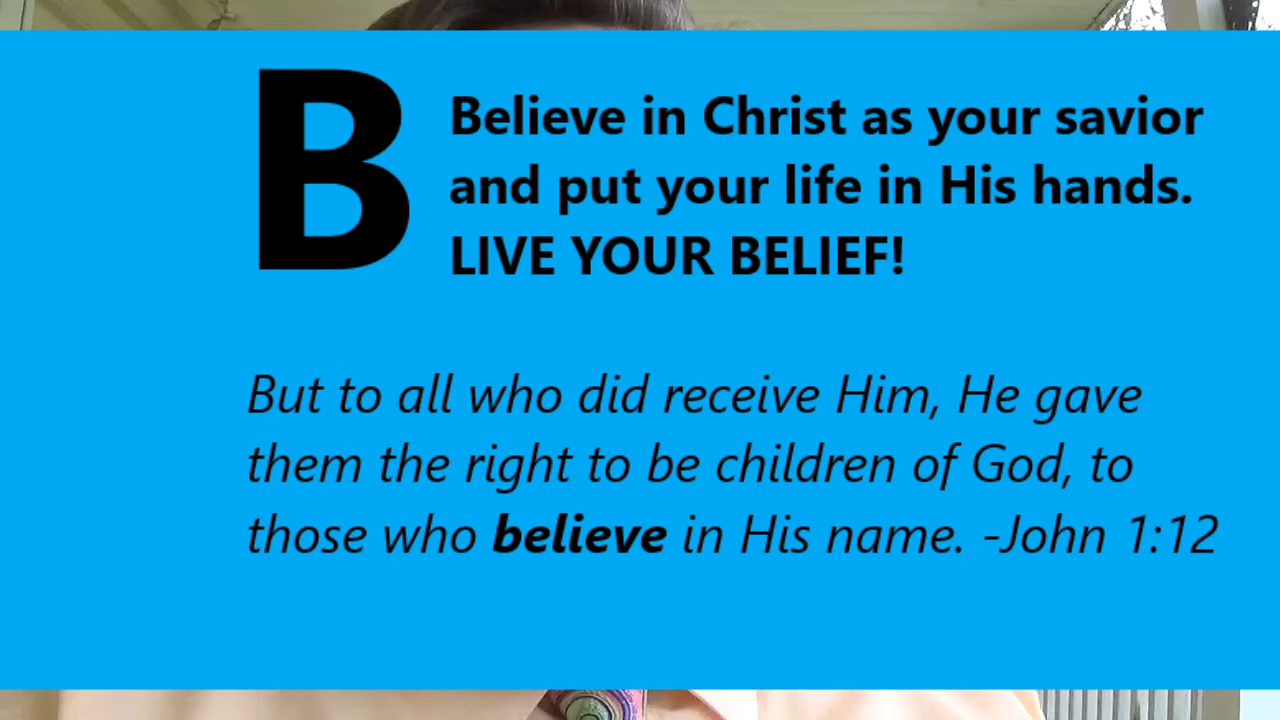 B
Believe in Christ as your savior
and put your life in His hands.
LIVE YOUR BELIEF!
But to all who did receive Him, He gave
them the right to be children of God, to
those who believe in His name. -John 1:12